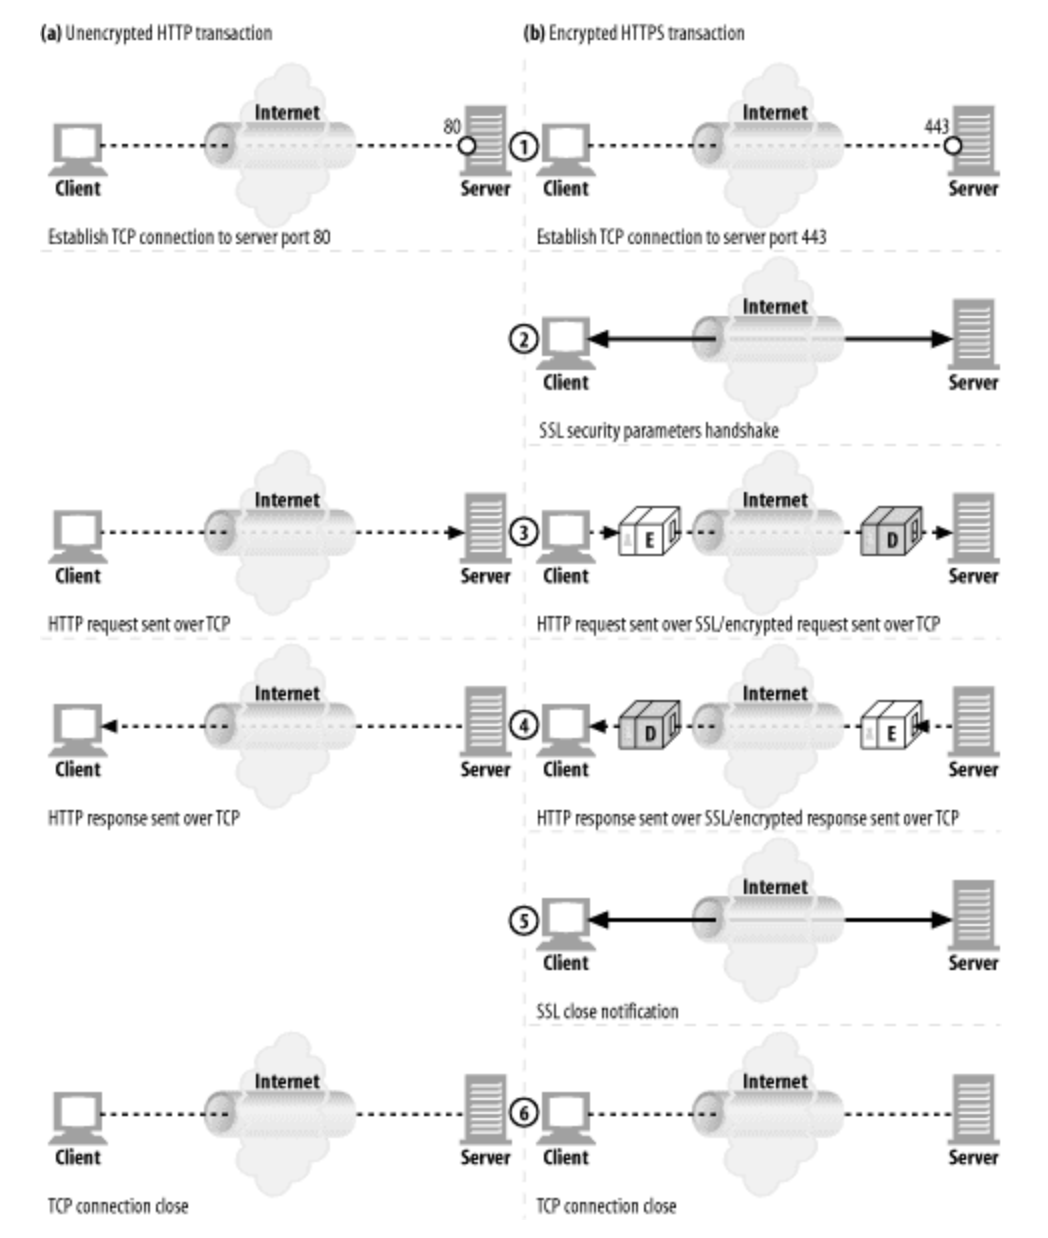 (a) Unencrypted HTTP transaction
(b) Encrypted HTTPS transaction
Internet
80
Client
Server
Establish TCP connection to server port 80
1
Internet
443
Client
Server
Establish TCP connection to server port 443
2
Internet
Client
Server
SSL security parameters handshake
Internet
Client
Server
HTTP request sent over TCP
3
Internet
E
D
Client
Server
HTTP request sent over SSL/encrypted request sent over TCP
Internet
Client
Server
HTTP response sent over TCP
4
Internet
D
E
Client
Server
HTTP response sent over SSL/encrypted response sent over TCP
5
Internet
Client
Server
SSL close notification
Internet
Client
Server
TCP connection close
6
Internet
Client
Server
TCP connection close